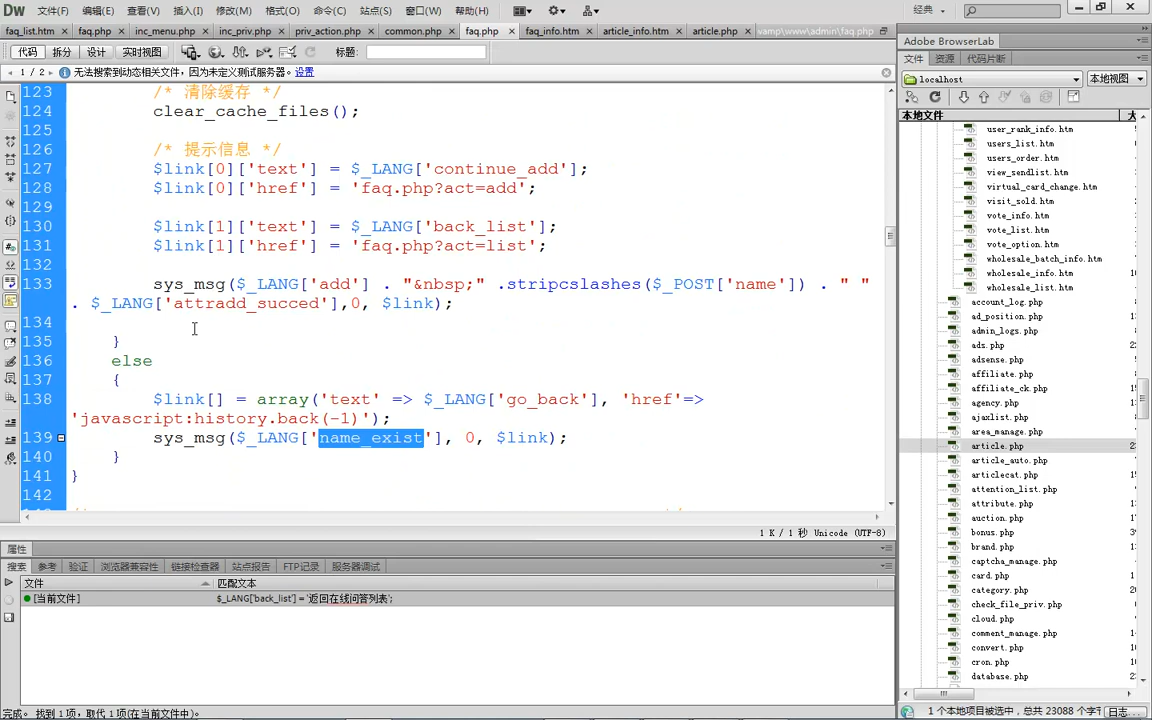 Dw 文件(F) 编辑(E) 查看(V) 插入(I) 修改(M) 格式(O) 命令(C) 站点(S) 窗口(W) 帮助(H) 经典
faq_list.htm × faq.php × inc_menu.php × inc_priv.php × priv_action.php × common.php × faq.php × faq_info.htm × article_info.htm × article.php × wamp\www\admin\faq.php
代码 拆分 设计 实时视图 标题:
1 / 2 无法搜索到动态相关文件，因为未定义测试服务器。 设置
123 /* 清除缓存 */
124 clear_cache_files();
125
126 /* 提示信息 */
127 $link[0]['text'] = $_LANG['continue_add'];
128 $link[0]['href'] = 'faq.php?act=add';
129
130 $link[1]['text'] = $_LANG['back_list'];
131 $link[1]['href'] = 'faq.php?act=list';
132
133 sys_msg($_LANG['add'] . "&nbsp;" .stripcslashes($_POST['name']) . " "
. $_LANG['attradd_succed'],0, $link);
134
135 }
136 else
137 {
138 $link[] = array('text' => $_LANG['go_back'], 'href'=>
'javascript:history.back(-1)');
139 sys_msg($_LANG['name_exist'], 0, $link);
140 }
141 }
142
1 K / 1 秒 Unicode (UTF-8)
属性
搜索 参考 验证 浏览器兼容性 链接检查器 站点报告 FTP记录 服务器调试
文件 匹配文本
[当前文件] $_LANG['back_list'] = '返回在线问答列表';
完成。 找到 1 项，取代 1 项(在当前文件中)。
Adobe BrowserLab
文件 资源 代码片断
localhost 本地视图
本地文件 大
user_rank_info.htm
users_list.htm
users_order.htm
view_sendlist.htm
virtual_card_change.htm
visit_sold.htm
vote_info.htm
vote_list.htm
vote_option.htm
wholesale_batch_info.htm
wholesale_info.htm
wholesale_list.htm
account_log.php
ad_position.php
admin_logs.php
ads.php
adsense.php
affiliate.php
affiliate_ck.php
agency.php
ajaxlist.php
area_manage.php
article.php
article_auto.php
articlecat.php
attention_list.php
attribute.php
auction.php
bonus.php
brand.php
captcha_manage.php
card.php
category.php
check_file_priv.php
cloud.php
comment_manage.php
convert.php
cron.php
database.php
1 个本地项目被选中，总共 23088 个字节 日志...